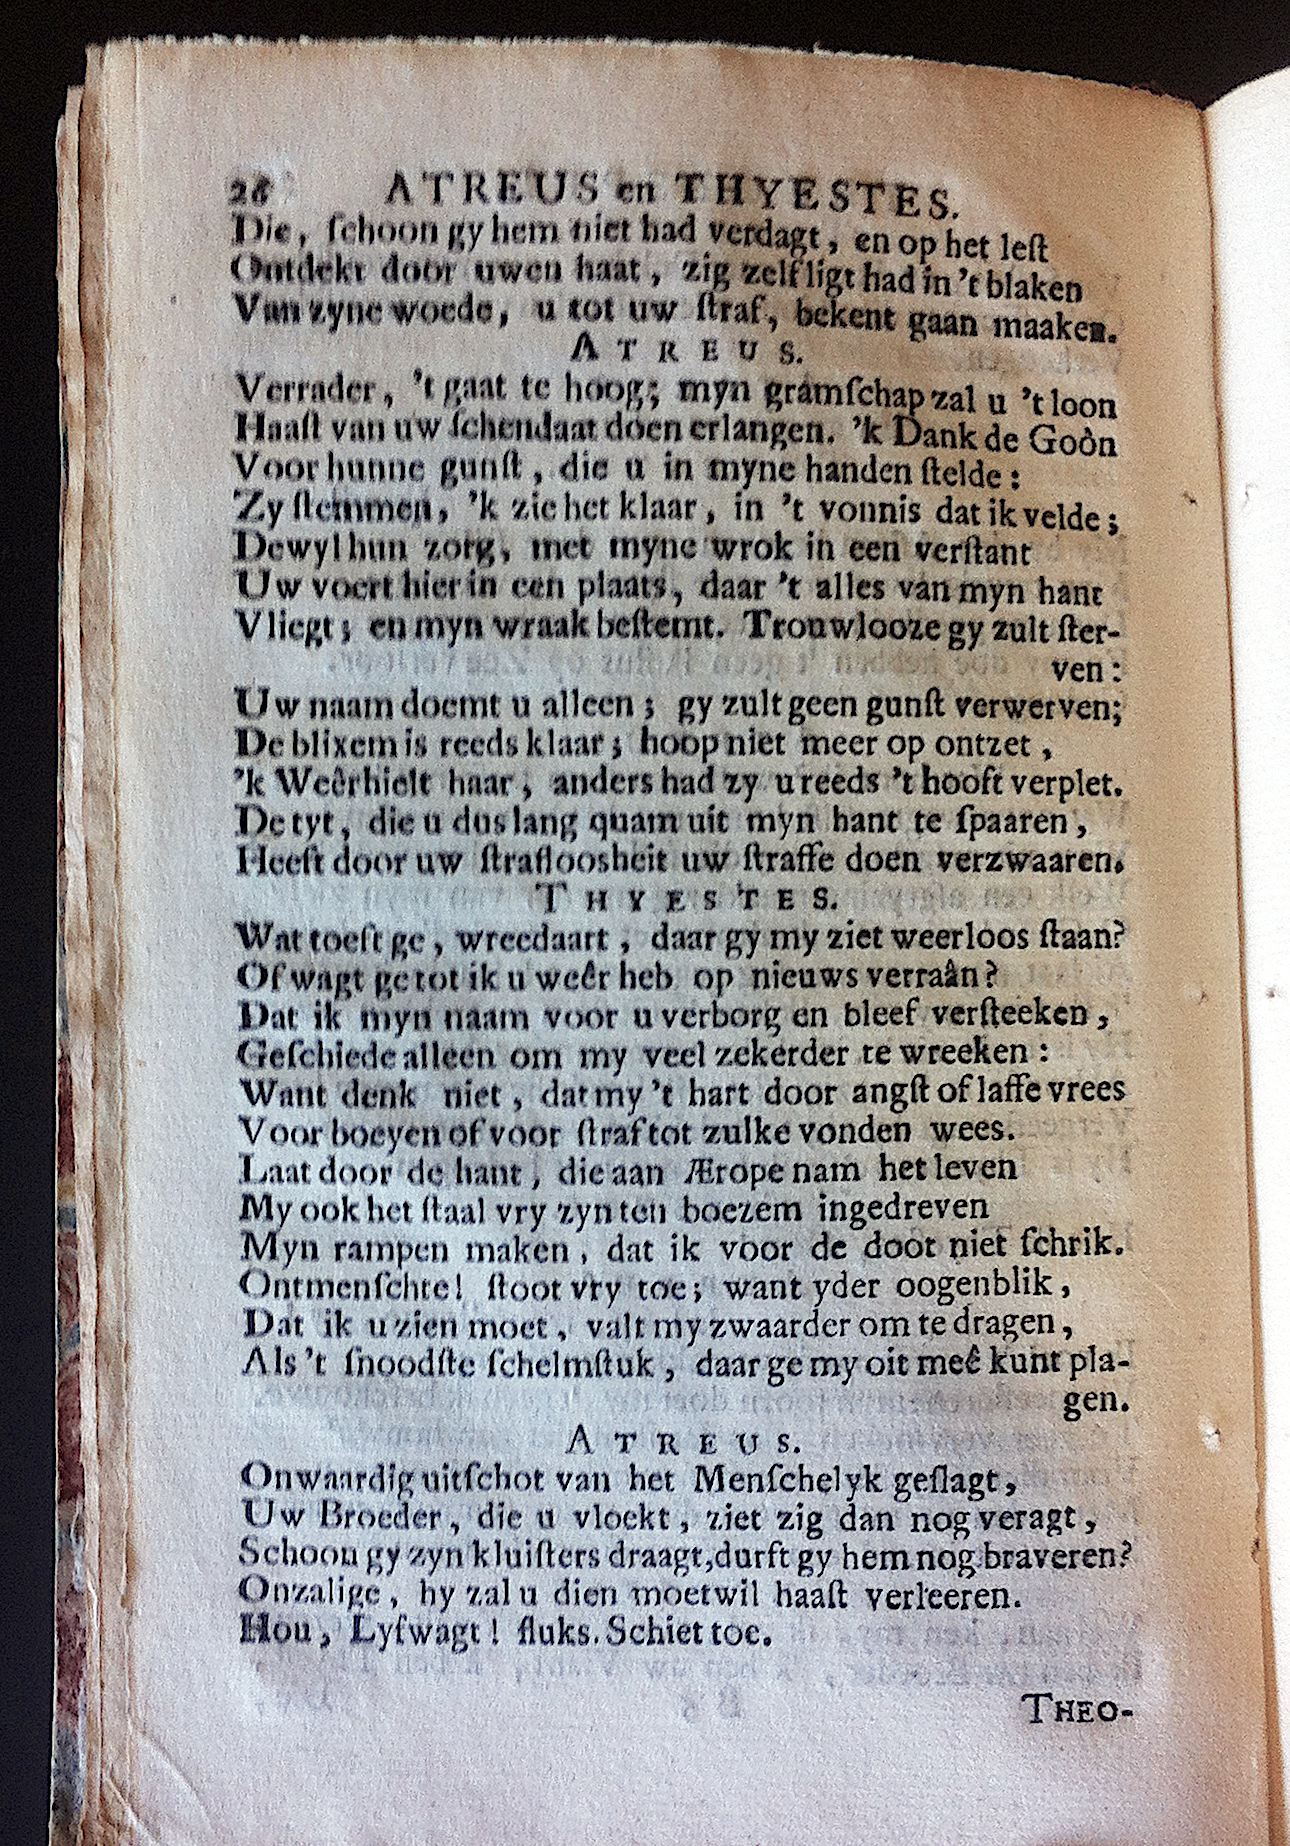 26 ATREUS en THYESTES.
Die, ſchoon gy hem niet had verdagt, en op het leſt
Ontdekt door uwen haat, zig zelf ligt had in 't blaken
Van zyne woede, u tot uw ſtraf, bekent gaan maaken.
ATREUS.
Verrader, 't gaat te hoog; myn gramſchap zal u 't loon
Haaſt van uw ſchendaat doen erlangen. 'k Dank de Goôn
Voor hunne gunſt, die u in myne handen ſtelde:
Zy ſtemmen, 'k zie het klaar, in 't vonnis dat ik velde;
Dewyl hun zorg, met myne wrok in een verſtant
Uw voert hier in een plaats, daar 't alles van myn hant
Vliegt; en myn wraak beſtemt. Trouwlooze gy zult ſter-
ven:
Uw naam doemt u alleen; gy zult geen gunſt verwerven;
De blixem is reeds klaar; hoop niet meer op ontzet,
'k Weêrhielt haar, anders had zy u reeds 't hooft verplet.
De tyt, die u dus lang quam uit myn hant te ſpaaren,
Heeft door uw ſtrafloosheit uw ſtraffe doen verzwaaren.
THYESTES.
Wat toeft ge, wreedaart, daar gy my ziet weerloos ſtaan?
Of wagt ge tot ik u weêr heb op nieuws verraân?
Dat ik myn naam voor u verborg en bleef verſteeken,
Geſchiede alleen om my veel zekerder te wreeken:
Want denk niet, dat my 't hart door angſt of laffe vrees
Voor boeyen of voor ſtraf tot zulke vonden wees.
Laat door de hant, die aan Ærope nam het leven
My ook het ſtaal vry zyn ten boezem ingedreven
Myn rampen maken, dat ik voor de doot niet ſchrik.
Ontmenſchte! ſtoot vry toe; want yder oogenblik,
Dat ik u zien moet, valt my zwaarder om te dragen,
Als 't ſnoodſte ſchelmſtuk, daar ge my oit meê kunt pla-
gen.
ATREUS.
Onwaardig uitſchot van het Menſchelyk geſlagt,
Uw Broeder, die u vloekt, ziet zig dan nog veragt,
Schoon gy zyn kluiſters draagt, durft gy hem nog braveren?
Onzalige, hy zal u dien moetwil haaſt verleeren.
Hou, Lyfwagt! fluks. Schiet toe.
THEO-